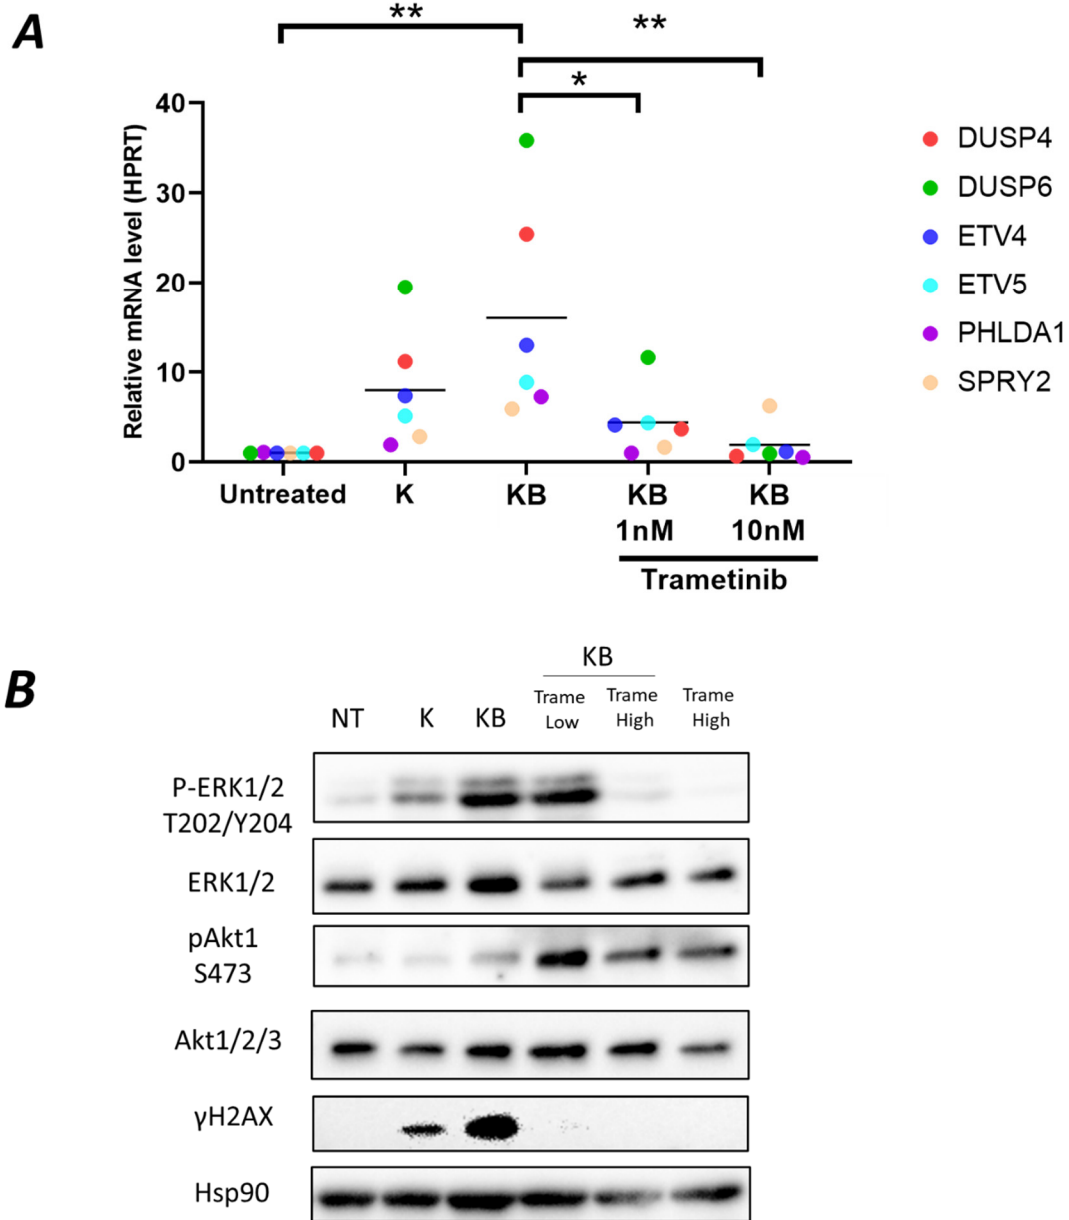 A
**
**
*
40
30
20
10
0
Relative mRNA level (HPRT)
DUSP4
DUSP6
ETV4
ETV5
PHLDA1
SPRY2
Untreated K KB KB KB
1nM 10nM
Trametinib
B
KB
NT K KB Trame Trame Trame
Low High High
P-ERK1/2
T202/Y204
ERK1/2
pAkt1
S473
Akt1/2/3
γH2AX
Hsp90